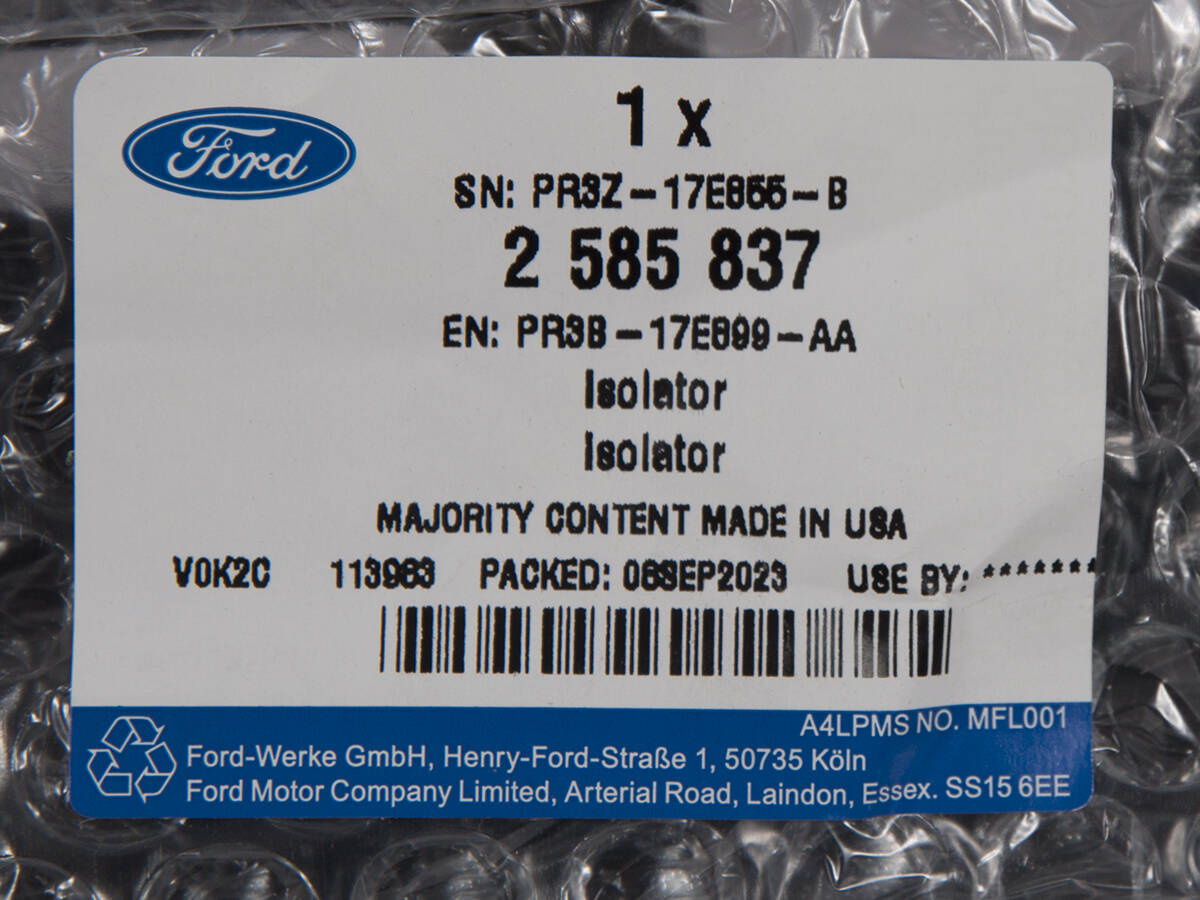 Ford
1 x
SN: PR3Z-17E855-B
2 585 837
EN: PR3B-17E899-AA
Isolator
Isolator
MAJORITY CONTENT MADE IN USA
V0K2C 113983 PACKED: 06SEP2023 USE BY: *******
A4LPMS NO. MFL001
Ford-Werke GmbH, Henry-Ford-Straße 1, 50735 Köln
Ford Motor Company Limited, Arterial Road, Laindon, Essex. SS15 6EE